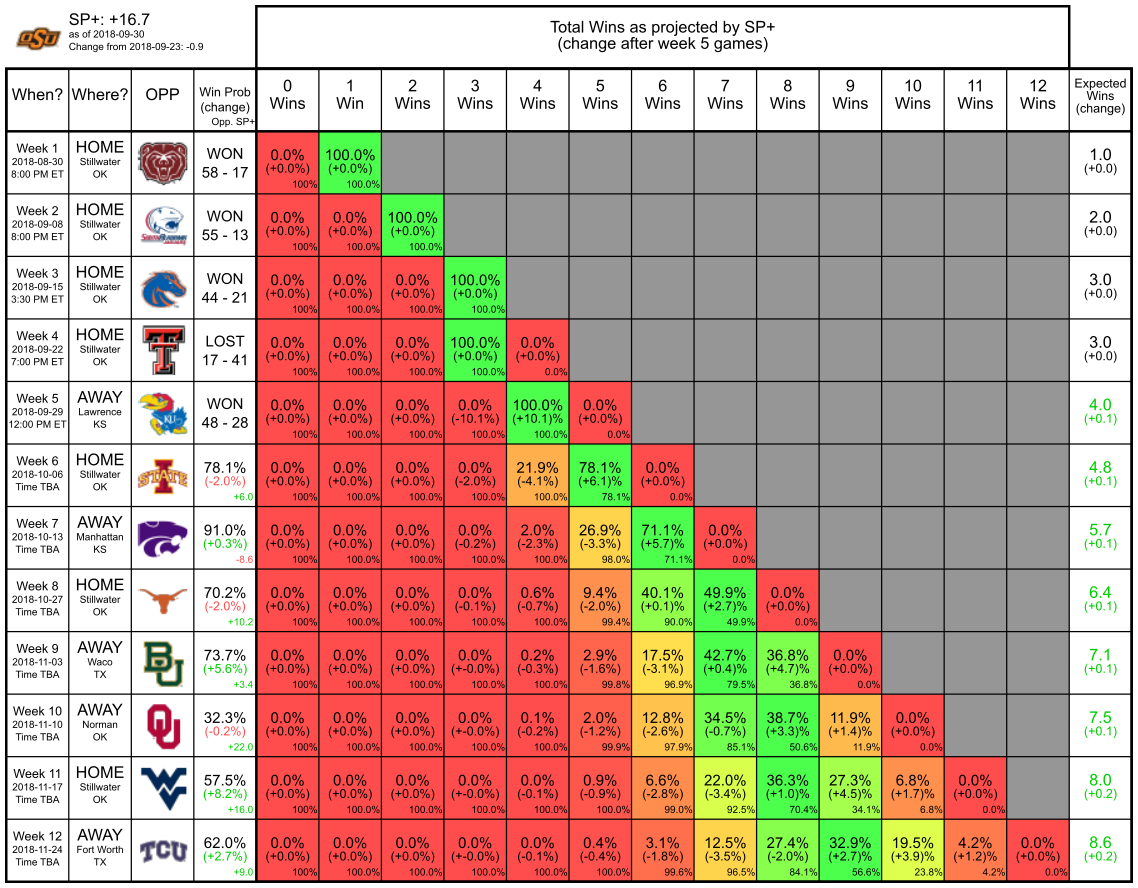 OSU
SP+: +16.7
as of 2018-09-30
Change from 2018-09-23: -0.9
Total Wins as projected by SP+
(change after week 5 games)
When? Where? OPP Win Prob (change) Opp. SP+ 0 Wins 1 Win 2 Wins 3 Wins 4 Wins 5 Wins 6 Wins 7 Wins 8 Wins 9 Wins 10 Wins 11 Wins 12 Wins Expected Wins (change)
Week 1 HOME WON 0.0% 100.0% 1.0
2018-08-30 Stillwater 58 - 17 (+0.0%) (+0.0%) (+0.0)
8:00 PM ET OK 100% 100.0%
Week 2 HOME WON 0.0% 0.0% 100.0% 2.0
2018-09-08 Stillwater 55 - 13 (+0.0%) (+0.0%) (+0.0%) (+0.0)
8:00 PM ET OK SOUTH ALABAMA JAGUARS 100% 100.0% 100.0%
Week 3 HOME WON 0.0% 0.0% 0.0% 100.0% 3.0
2018-09-15 Stillwater 44 - 21 (+0.0%) (+0.0%) (+0.0%) (+0.0%) (+0.0)
3:30 PM ET OK 100% 100.0% 100.0% 100.0%
Week 4 HOME LOST 0.0% 0.0% 0.0% 100.0% 0.0% 3.0
2018-09-22 Stillwater T 17 - 41 (+0.0%) (+0.0%) (+0.0%) (+0.0%) (+0.0%) (+0.0)
7:00 PM ET OK 100% 100.0% 100.0% 100.0% 0.0%
Week 5 AWAY WON 0.0% 0.0% 0.0% 0.0% 100.0% 0.0% 4.0
2018-09-29 Lawrence KU 48 - 28 (+0.0%) (+0.0%) (+0.0%) (-10.1%) (+10.1)% (+0.0%) (+0.1)
12:00 PM ET KS 100% 100.0% 100.0% 100.0% 100.0% 0.0%
Week 6 HOME 78.1% 0.0% 0.0% 0.0% 0.0% 21.9% 78.1% 0.0% 4.8
2018-10-06 Stillwater I STATE (-2.0%) (+0.0%) (+0.0%) (+0.0%) (-2.0%) (-4.1%) (+6.1)% (+0.0%) (+0.1)
Time TBA OK +6.0 100% 100.0% 100.0% 100.0% 100.0% 78.1% 0.0%
Week 7 AWAY 91.0% 0.0% 0.0% 0.0% 0.0% 2.0% 26.9% 71.1% 0.0% 5.7
2018-10-13 Manhattan (+0.3%) (+0.0%) (+0.0%) (+0.0%) (-0.2%) (-2.3%) (-3.3%) (+5.7)% (+0.0%) (+0.1)
Time TBA KS -8.6 100% 100.0% 100.0% 100.0% 100.0% 98.0% 71.1% 0.0%
Week 8 HOME 70.2% 0.0% 0.0% 0.0% 0.0% 0.6% 9.4% 40.1% 49.9% 0.0% 6.4
2018-10-27 Stillwater (-2.0%) (+0.0%) (+0.0%) (+0.0%) (-0.1%) (-0.7%) (-2.0%) (+0.1)% (+2.7)% (+0.0%) (+0.1)
Time TBA OK +10.2 100% 100.0% 100.0% 100.0% 100.0% 99.4% 90.0% 49.9% 0.0%
Week 9 AWAY 73.7% 0.0% 0.0% 0.0% 0.0% 0.2% 2.9% 17.5% 42.7% 36.8% 0.0% 7.1
2018-11-03 Waco BU (+5.6%) (+0.0%) (+0.0%) (+0.0%) (+-0.0%) (-0.3%) (-1.6%) (-3.1%) (+0.4)% (+4.7)% (+0.0%) (+0.1)
Time TBA TX +3.4 100% 100.0% 100.0% 100.0% 100.0% 99.8% 96.9% 79.5% 36.8% 0.0%
Week 10 AWAY 32.3% 0.0% 0.0% 0.0% 0.0% 0.1% 2.0% 12.8% 34.5% 38.7% 11.9% 0.0% 7.5
2018-11-10 Norman OU (-0.2%) (+0.0%) (+0.0%) (+0.0%) (+-0.0%) (-0.2%) (-1.2%) (-2.6%) (-0.7%) (+3.3)% (+1.4)% (+0.0%) (+0.1)
Time TBA OK +22.0 100% 100.0% 100.0% 100.0% 100.0% 99.9% 97.9% 85.1% 50.6% 11.9% 0.0%
Week 11 HOME 57.5% 0.0% 0.0% 0.0% 0.0% 0.0% 0.9% 6.6% 22.0% 36.3% 27.3% 6.8% 0.0% 8.0
2018-11-17 Stillwater WV (+8.2%) (+0.0%) (+0.0%) (+0.0%) (+-0.0%) (-0.1%) (-0.9%) (-2.8%) (-3.4%) (+1.0)% (+4.5)% (+1.7)% (+0.0%) (+0.2)
Time TBA OK +16.0 100% 100.0% 100.0% 100.0% 100.0% 100.0% 99.0% 92.5% 70.4% 34.1% 6.8% 0.0%
Week 12 AWAY 62.0% 0.0% 0.0% 0.0% 0.0% 0.0% 0.4% 3.1% 12.5% 27.4% 32.9% 19.5% 4.2% 0.0% 8.6
2018-11-24 Fort Worth TCU (+2.7%) (+0.0%) (+0.0%) (+0.0%) (+-0.0%) (-0.1%) (-0.4%) (-1.8%) (-3.5%) (-2.0%) (+2.7)% (+3.9)% (+1.2)% (+0.0%) (+0.2)
Time TBA TX +9.0 100% 100.0% 100.0% 100.0% 100.0% 100.0% 99.6% 96.5% 84.1% 56.6% 23.8% 4.2% 0.0%